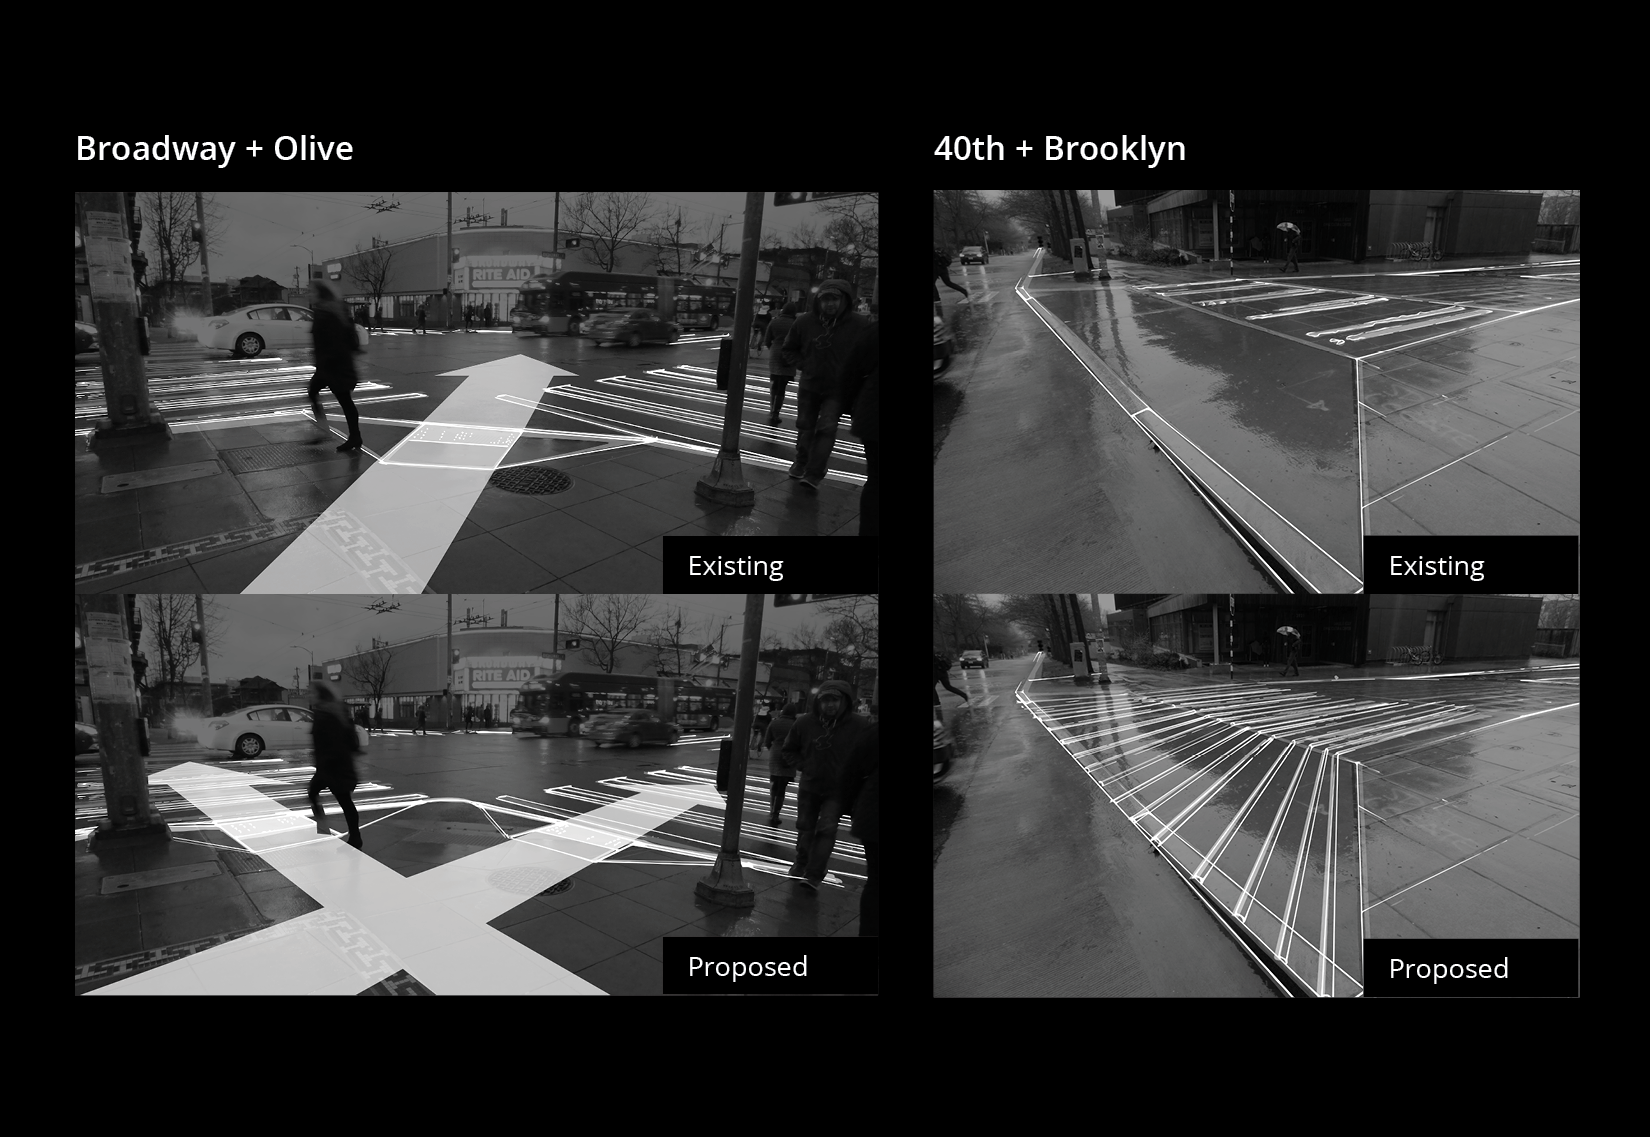 Broadway + Olive
RITE AID
Existing
RITE AID
Proposed
40th + Brooklyn
Existing
Proposed